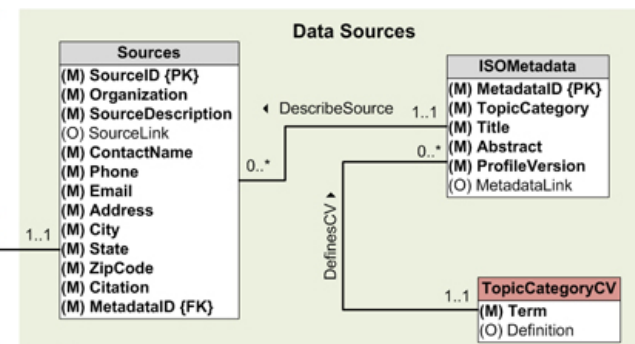 Data Sources
Sources
(M) SourceID {PK}
(M) Organization
(M) SourceDescription
(O) SourceLink
(M) ContactName
(M) Phone
(M) Email
(M) Address
(M) City
(M) State
(M) ZipCode
(M) Citation
(M) MetadataID {FK}
1..1
0..*
◄ DescribeSource
1..1
ISOMetadata
(M) MetadataID {PK}
(M) TopicCategory
(M) Title
(M) Abstract
(M) ProfileVersion
(O) MetadataLink
0..*
DefinesCV ►
1..1
TopicCategoryCV
(M) Term
(O) Definition